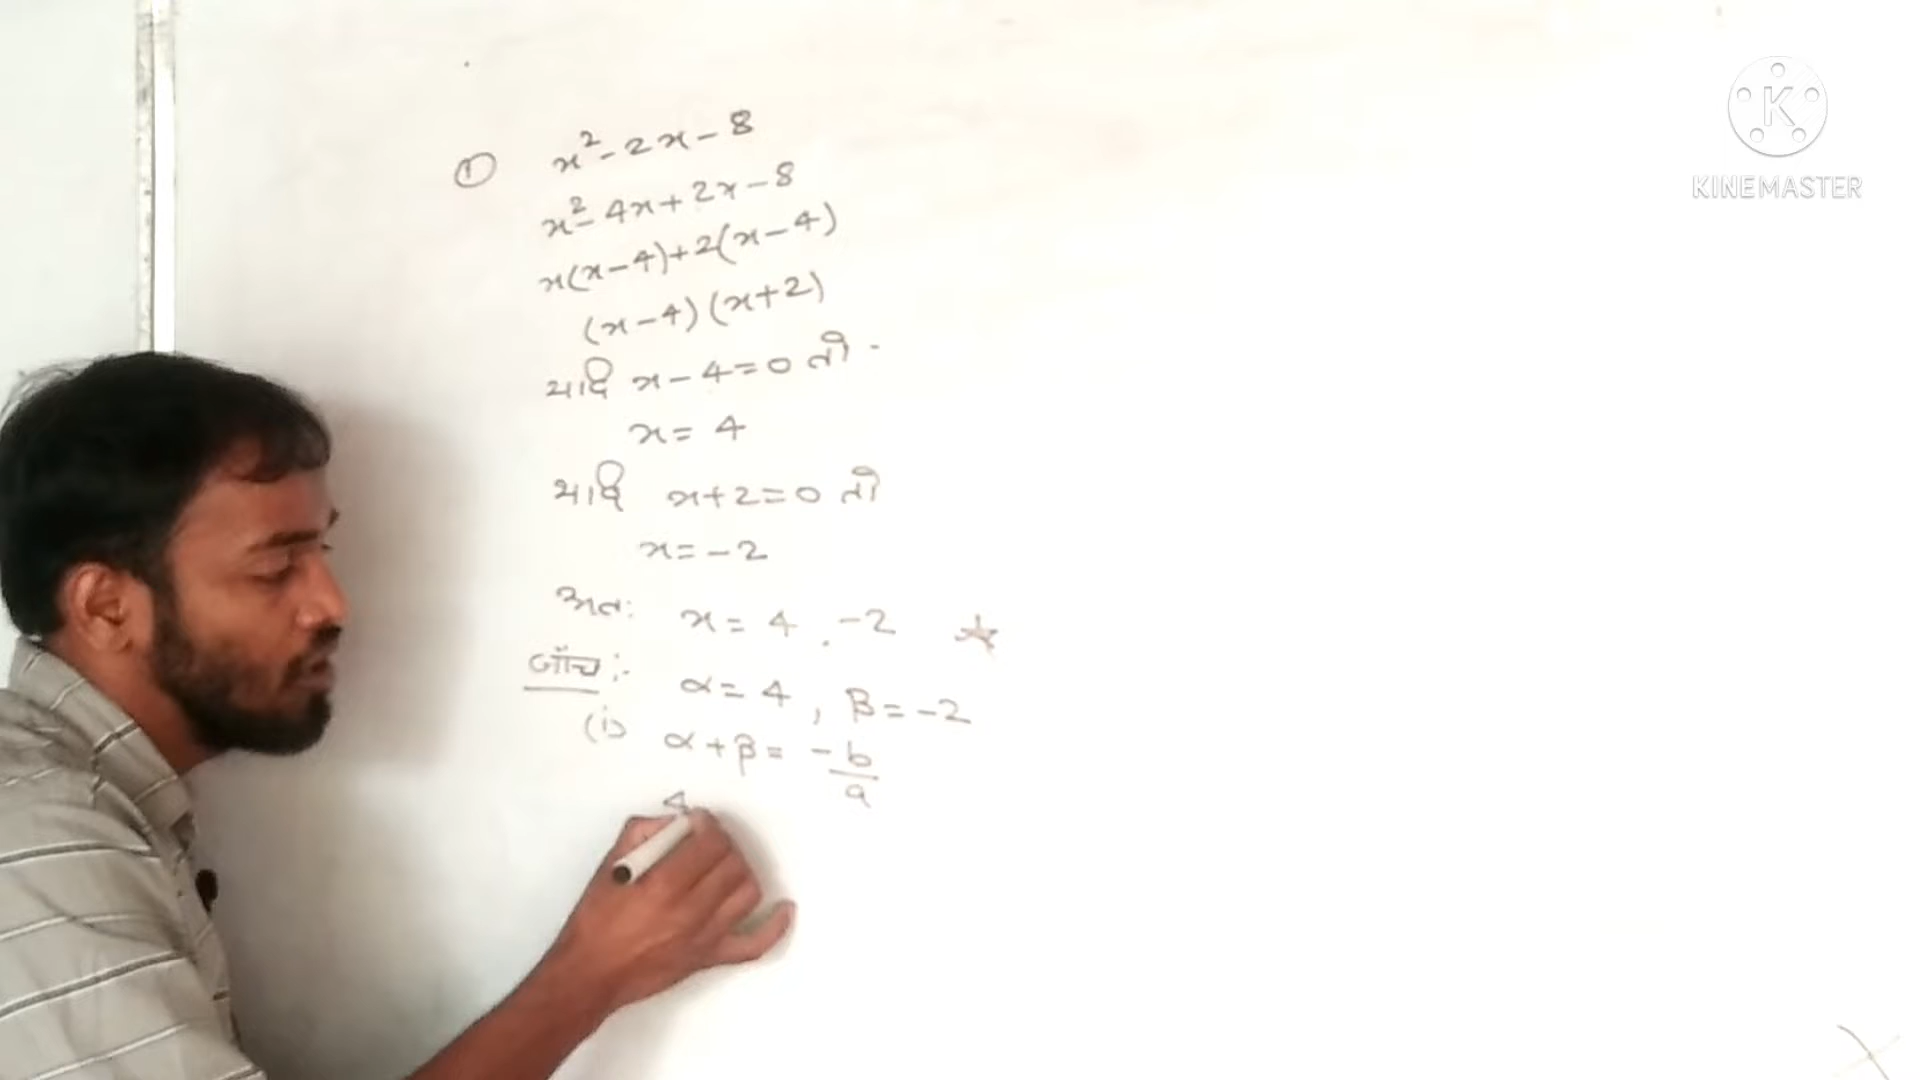 ① x² - 2x - 8
x² - 4x + 2x - 8
x(x - 4) + 2(x - 4)
(x - 4) (x + 2)
यदि x - 4 = 0 तो -
x = 4
यदि x + 2 = 0 तो
x = -2
अतः x = 4, -2
जाँच :- α = 4, β = -2
(i) α + β = -b/a
4
K
KINEMASTER